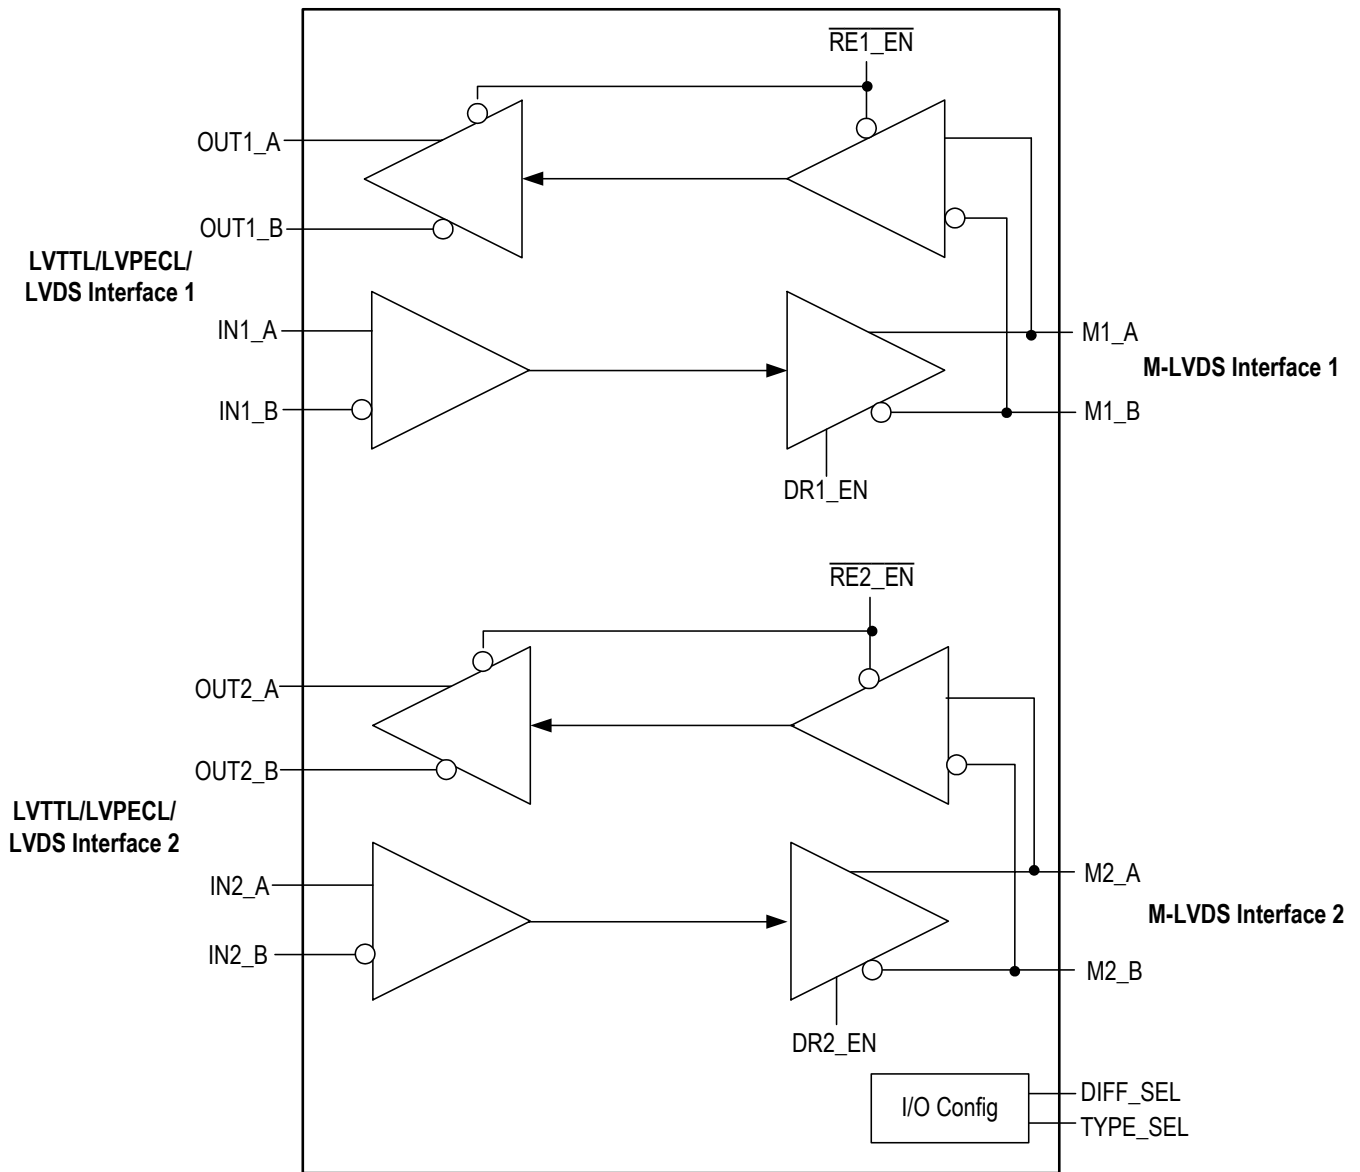 RE1_EN
OUT1_A
OUT1_B
LVTTL/LVPECL/
LVDS Interface 1
IN1_A
IN1_B
M1_A
M-LVDS Interface 1
M1_B
DR1_EN
RE2_EN
OUT2_A
OUT2_B
LVTTL/LVPECL/
LVDS Interface 2
IN2_A
IN2_B
M2_A
M-LVDS Interface 2
M2_B
DR2_EN
I/O Config
DIFF_SEL
TYPE_SEL